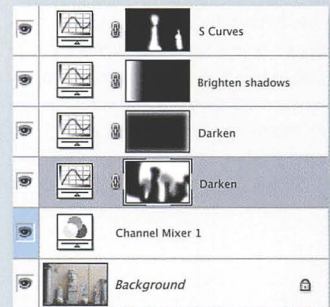 S Curves
Brighten shadows
Darken
Darken
Channel Mixer 1
Background